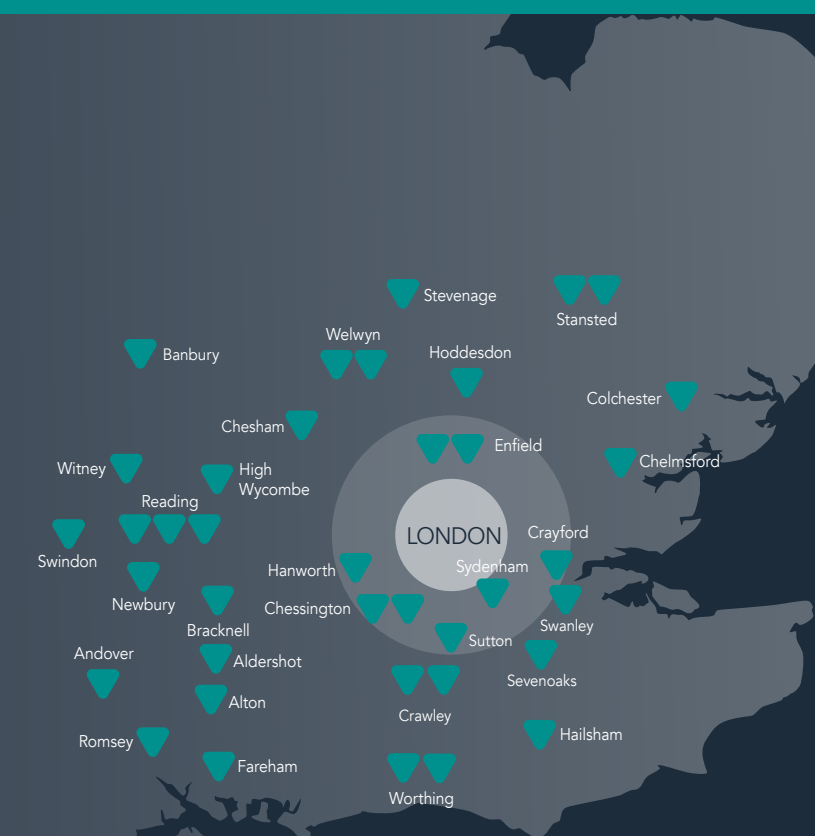 Stevenage
Stansted
Welwyn
Hoddesdon
Banbury
Colchester
Chesham
Enfield
Witney
High
Wycombe
Chelmsford
Reading
LONDON
Crayford
Swindon
Hanworth
Sydenham
Newbury
Chessington
Bracknell
Swanley
Sutton
Andover
Aldershot
Sevenoaks
Alton
Crawley
Romsey
Hailsham
Fareham
Worthing